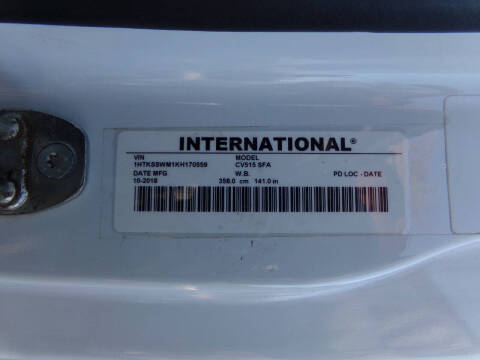 INTERNATIONAL®
VIN MODEL
1HTKSSWM1KH170559 CV515 SFA
DATE MFG W.B. PD LOC - DATE
10-2018 358.0 cm 141.0 in